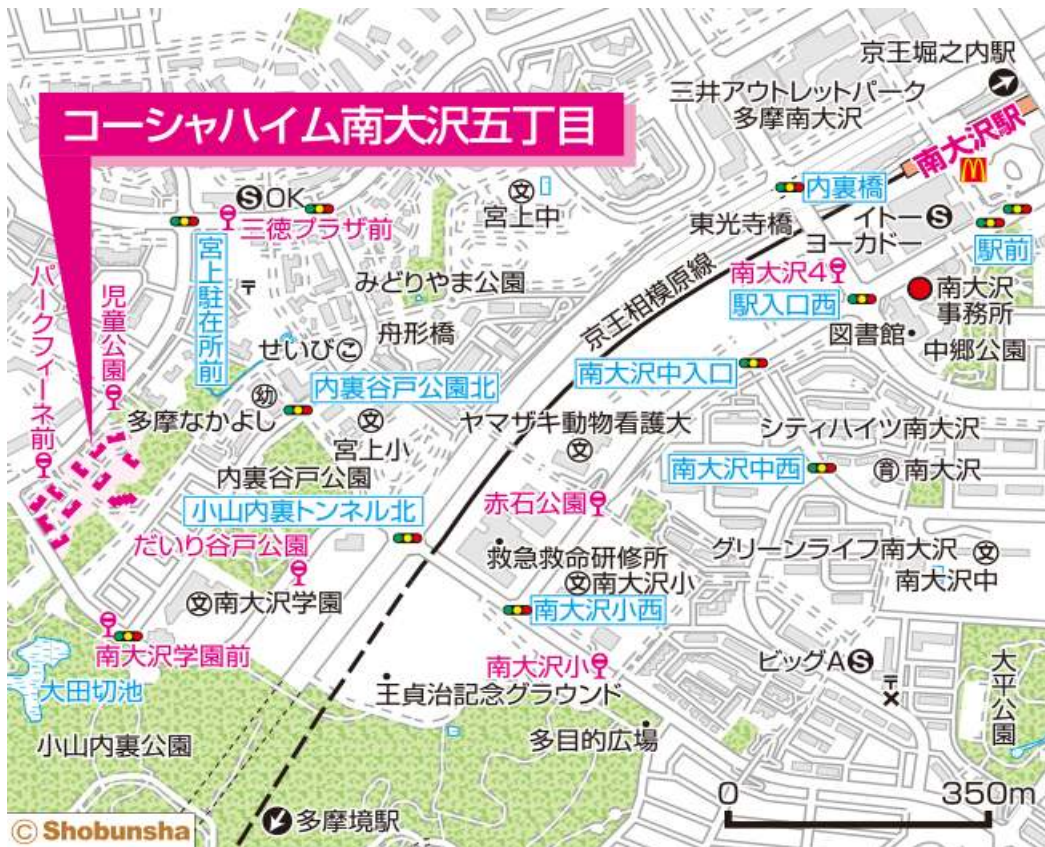 京王堀之内駅
三井アウトレットパーク
多摩南大沢
南大沢駅
コーシャハイム南大沢五丁目
内裏橋
S OK
三徳プラザ前
文
宮上中
東光寺橋
イトー S
ヨーカドー
駅前
宮上駐在所前
〒
みどりやま公園
京王相模原線
南大沢4
駅入口西
南大沢
事務所
図書館
中郷公園
パークフィーネ前
児童公園
せいび こ
舟形橋
内裏谷戸公園北
南大沢中入口
幼
多摩なかよし
文
宮上小
ヤマザキ動物看護大
文
シティハイツ南大沢
内裏谷戸公園
南大沢中西
育 南大沢
小山内裏トンネル北
赤石公園
だいり谷戸公園
救急救命研修所
グリーンライフ南大沢
文
南大沢中
文 南大沢小
文 南大沢学園
南大沢小西
南大沢学園前
南大沢小
ビッグA S
〒
大平公園
大田切池
王貞治記念グラウンド
小山内裏公園
多目的広場
0 350m
多摩境駅
© Shobunsha